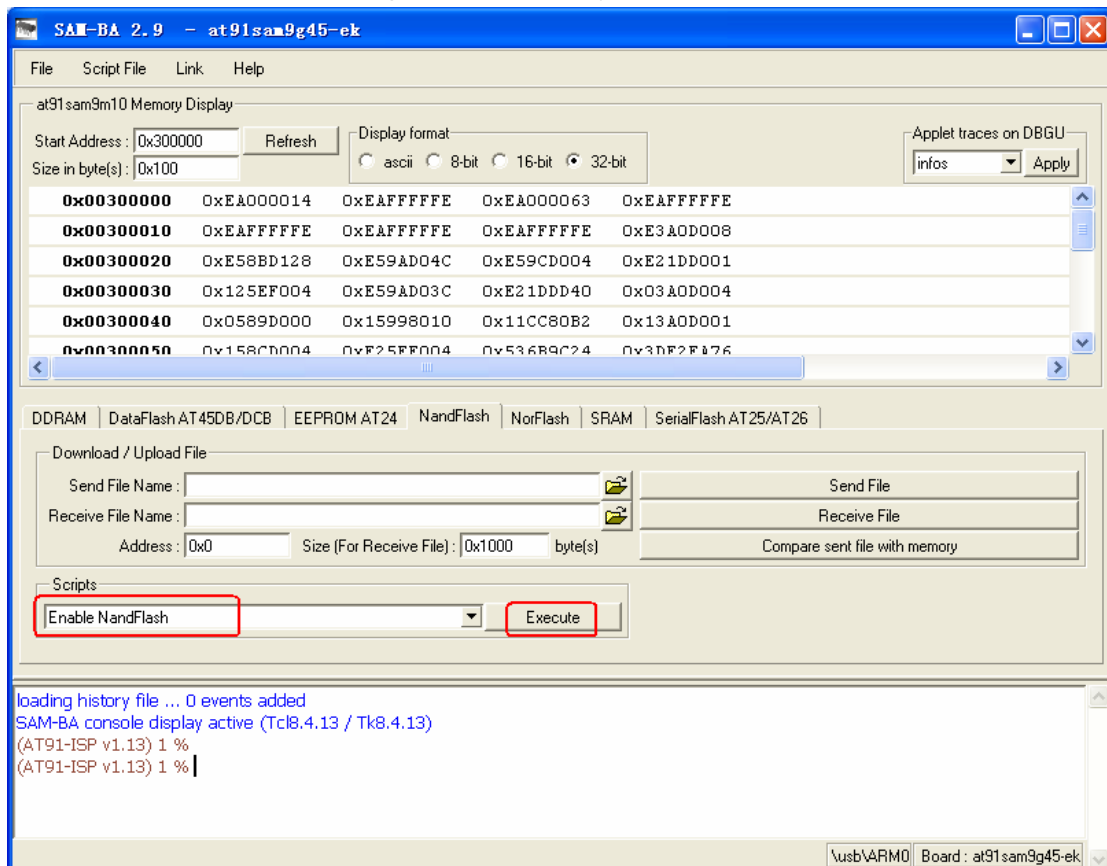 SAM-BA 2.9 - at91sam9g45-ek
File Script File Link Help
at91sam9m10 Memory Display
Start Address : 0x300000 Refresh
Size in byte(s) : 0x100
Display format
ascii 8-bit 16-bit 32-bit
Applet traces on DBGU
infos Apply
0x00300000 0xEA000014 0xEAFFFFFE 0xEA000063 0xEAFFFFFE
0x00300010 0xEAFFFFFE 0xEAFFFFFE 0xEAFFFFFE 0xE3A0D008
0x00300020 0xE58BD128 0xE59AD04C 0xE59CD004 0xE21DD001
0x00300030 0x125EF004 0xE59AD03C 0xE21DDD40 0x03A0D004
0x00300040 0x0589D000 0x15998010 0x11CC80B2 0x13A0D001
0x00300050 0x158CD004 0xE25EF004 0x536B9C24 0x3DF2EA76
DDRAM DataFlash AT45DB/DCB EEPROM AT24 NandFlash NorFlash SRAM SerialFlash AT25/AT26
Download / Upload File
Send File Name : Send File
Receive File Name : Receive File
Address : 0x0 Size (For Receive File) : 0x1000 byte(s) Compare sent file with memory
Scripts
Enable NandFlash Execute
loading history file ... 0 events added
SAM-BA console display active (Tcl8.4.13 / Tk8.4.13)
(AT91-ISP v1.13) 1 %
(AT91-ISP v1.13) 1 %
\usb\ARM0 Board : at91sam9g45-ek